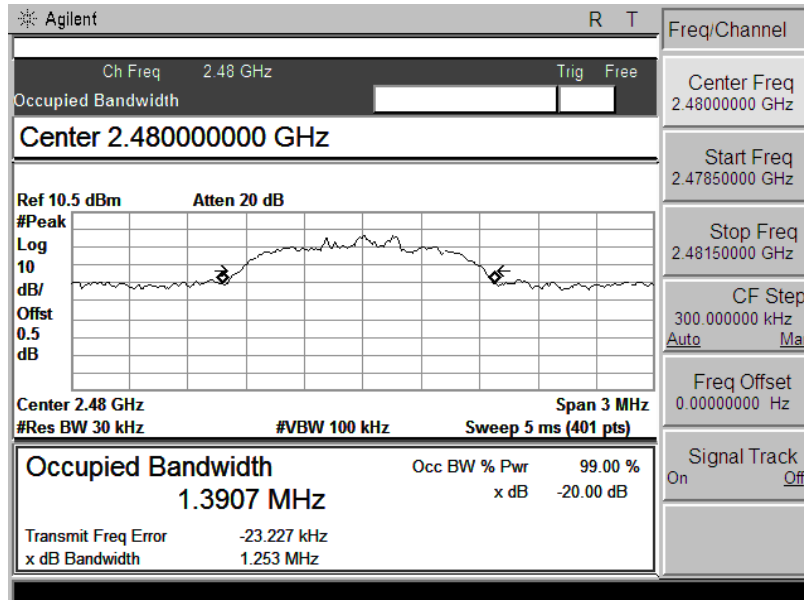 Agilent R T
Freq/Channel
Ch Freq 2.48 GHz Trig Free
Occupied Bandwidth
Center 2.480000000 GHz
Center Freq
2.48000000 GHz
Start Freq
2.47850000 GHz
Stop Freq
2.48150000 GHz
CF Step
300.000000 kHz
Auto Ma
Freq Offset
0.00000000 Hz
Signal Track
On Off
Ref 10.5 dBm Atten 20 dB
#Peak
Log
10
dB/
Offst
0.5
dB
Center 2.48 GHz Span 3 MHz
#Res BW 30 kHz #VBW 100 kHz Sweep 5 ms (401 pts)
Occupied Bandwidth Occ BW % Pwr 99.00 %
1.3907 MHz x dB -20.00 dB
Transmit Freq Error -23.227 kHz
x dB Bandwidth 1.253 MHz